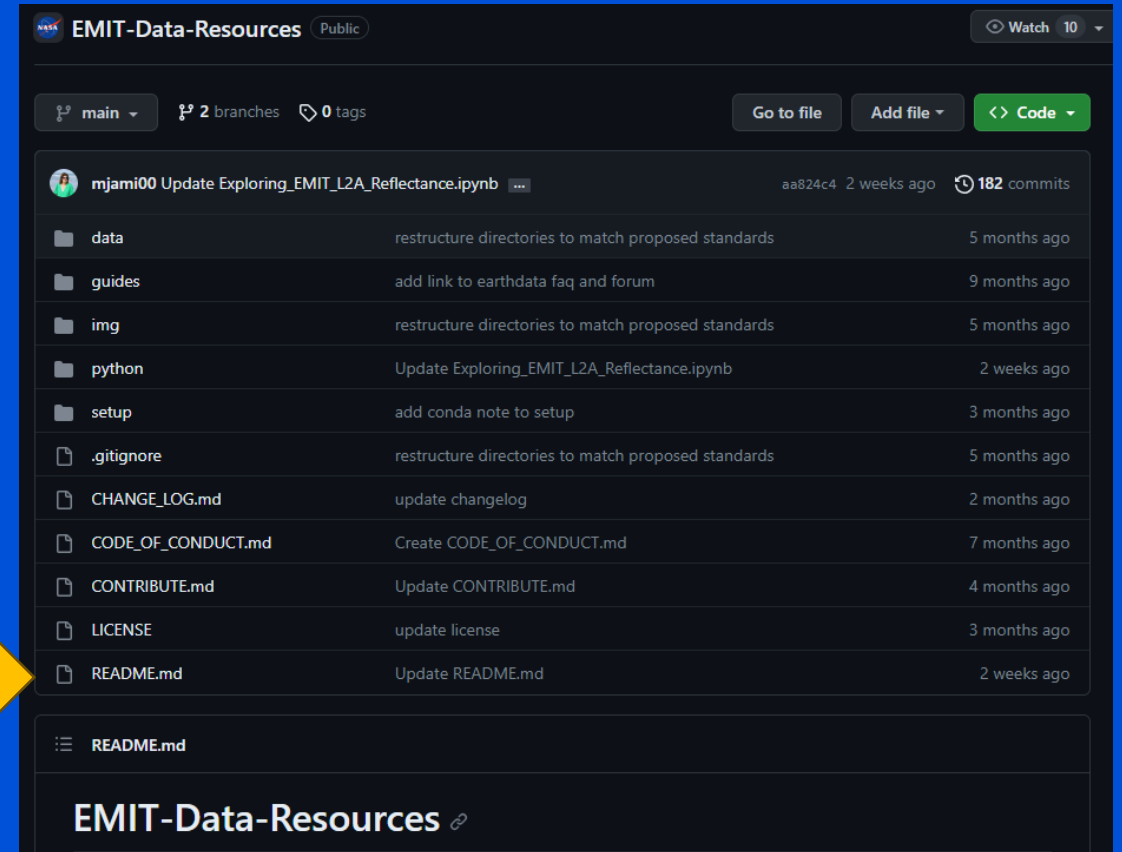 NASA EMIT-Data-Resources Public Watch 10
main 2 branches 0 tags Go to file Add file <> Code
mjami00 Update Exploring_EMIT_L2A_Reflectance.ipynb ... aa824c4 2 weeks ago 182 commits
data restructure directories to match proposed standards 5 months ago
guides add link to earthdata faq and forum 9 months ago
img restructure directories to match proposed standards 5 months ago
python Update Exploring_EMIT_L2A_Reflectance.ipynb 2 weeks ago
setup add conda note to setup 3 months ago
.gitignore restructure directories to match proposed standards 5 months ago
CHANGE_LOG.md update changelog 2 months ago
CODE_OF_CONDUCT.md Create CODE_OF_CONDUCT.md 7 months ago
CONTRIBUTE.md Update CONTRIBUTE.md 4 months ago
LICENSE update license 3 months ago
README.md Update README.md 2 weeks ago
README.md
EMIT-Data-Resources